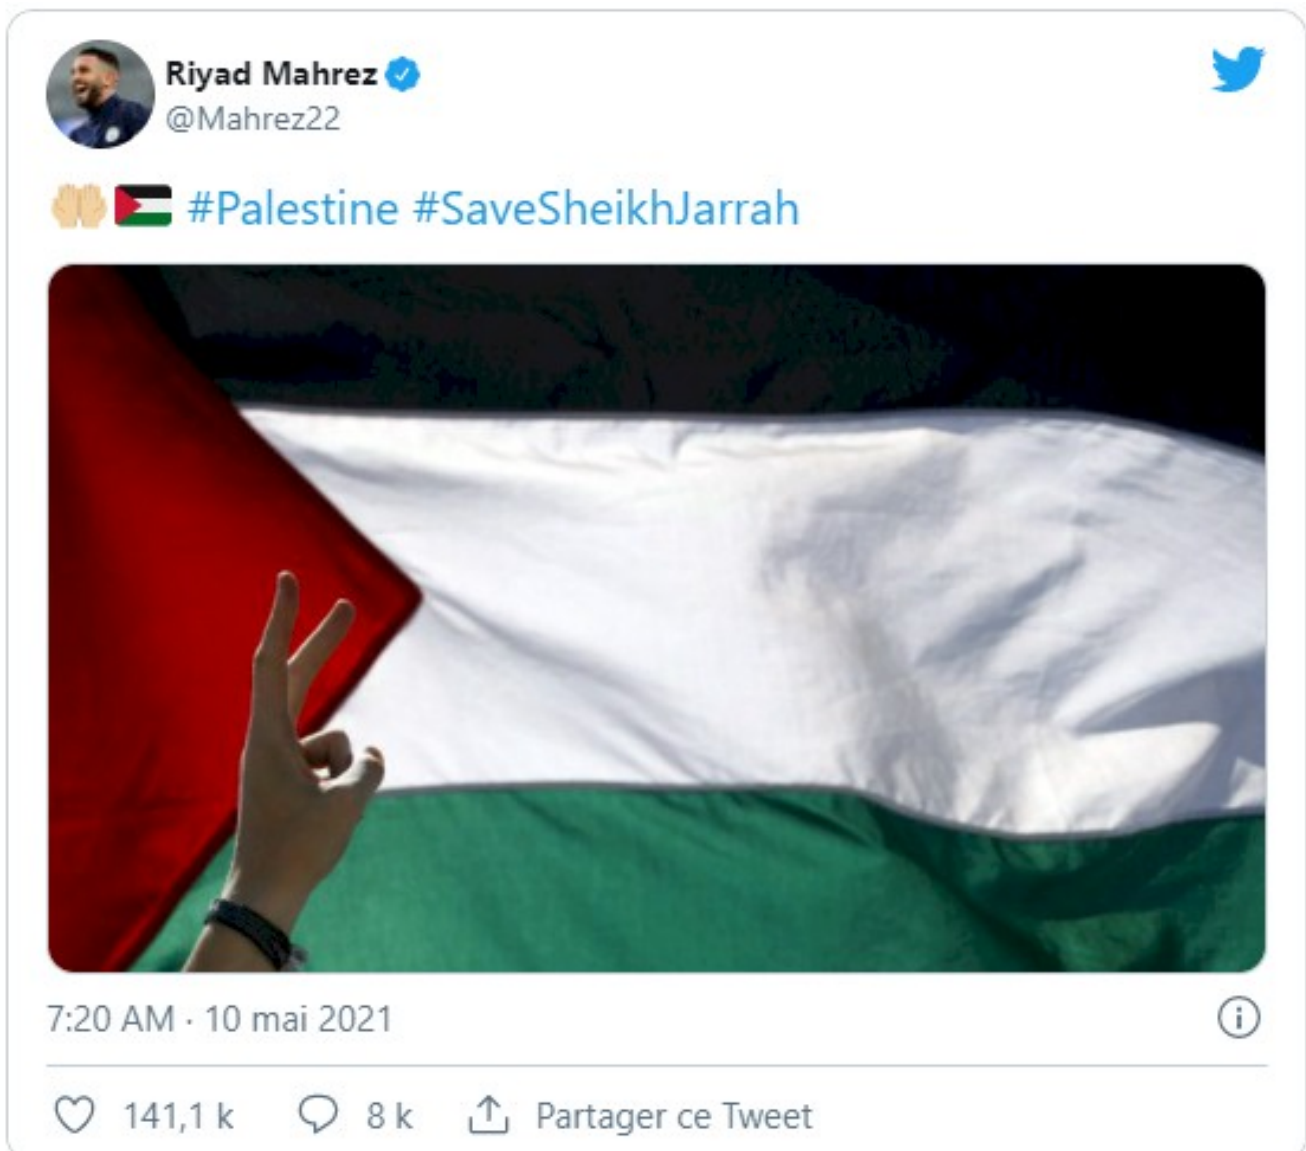 Riyad Mahrez
@Mahrez22
🤲🏼🇵🇸 #Palestine #SaveSheikhJarrah
7:20 AM · 10 mai 2021
141,1 k 8 k Partager ce Tweet